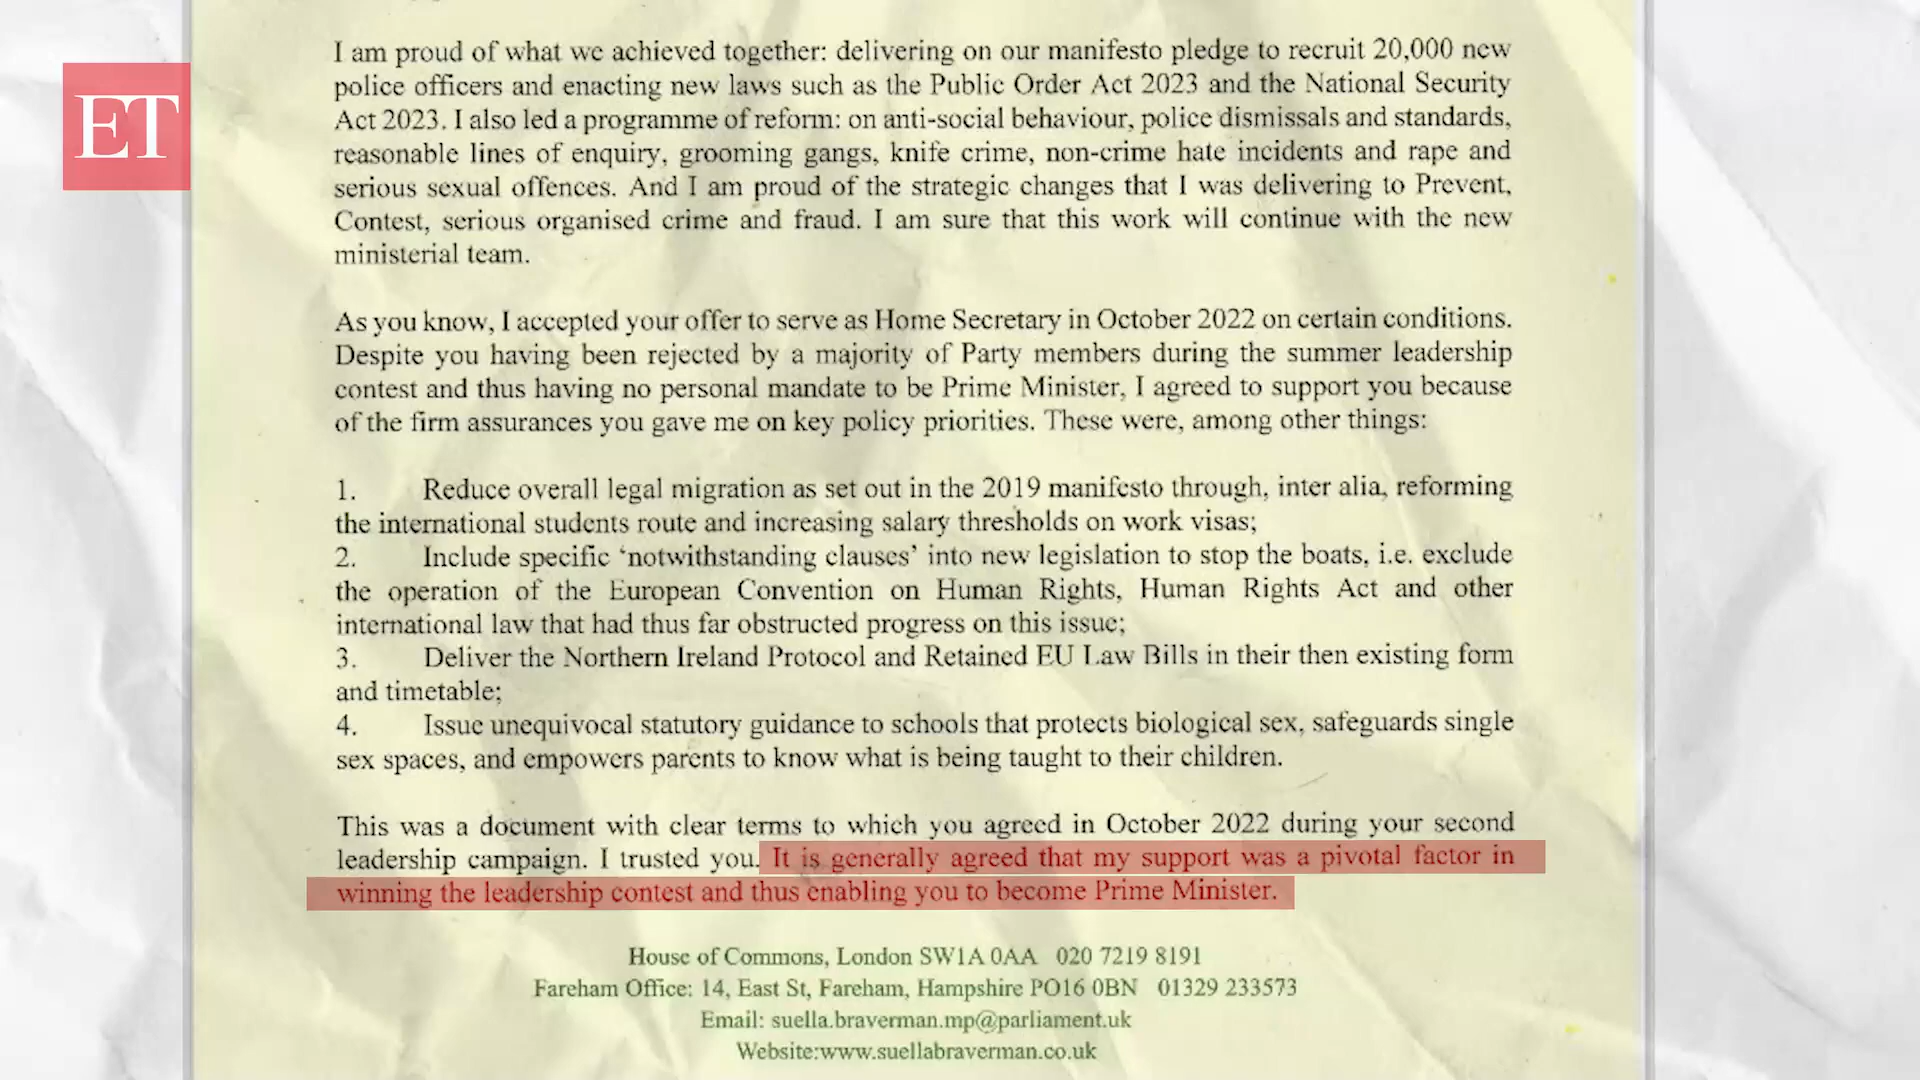 ET
I am proud of what we achieved together: delivering on our manifesto pledge to recruit 20,000 new
police officers and enacting new laws such as the Public Order Act 2023 and the National Security
Act 2023. I also led a programme of reform: on anti-social behaviour, police dismissals and standards,
reasonable lines of enquiry, grooming gangs, knife crime, non-crime hate incidents and rape and
serious sexual offences. And I am proud of the strategic changes that I was delivering to Prevent,
Contest, serious organised crime and fraud. I am sure that this work will continue with the new
ministerial team.
As you know, I accepted your offer to serve as Home Secretary in October 2022 on certain conditions.
Despite you having been rejected by a majority of Party members during the summer leadership
contest and thus having no personal mandate to be Prime Minister, I agreed to support you because
of the firm assurances you gave me on key policy priorities. These were, among other things:
1. Reduce overall legal migration as set out in the 2019 manifesto through, inter alia, reforming
the international students route and increasing salary thresholds on work visas;
2. Include specific ‘notwithstanding clauses’ into new legislation to stop the boats, i.e. exclude
the operation of the European Convention on Human Rights, Human Rights Act and other
international law that had thus far obstructed progress on this issue;
3. Deliver the Northern Ireland Protocol and Retained EU Law Bills in their then existing form
and timetable;
4. Issue unequivocal statutory guidance to schools that protects biological sex, safeguards single
sex spaces, and empowers parents to know what is being taught to their children.
This was a document with clear terms to which you agreed in October 2022 during your second
leadership campaign. I trusted you. It is generally agreed that my support was a pivotal factor in
winning the leadership contest and thus enabling you to become Prime Minister.
House of Commons, London SW1A 0AA 020 7219 8191
Fareham Office: 14, East St, Fareham, Hampshire PO16 0BN 01329 233573
Email: suella.braverman.mp@parliament.uk
Website:www.suellabraverman.co.uk